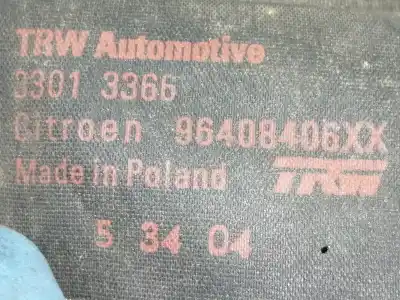 TRW Automotive
3301 3366
Citroen 96408406XX
Made in Poland TRW
5 34 04